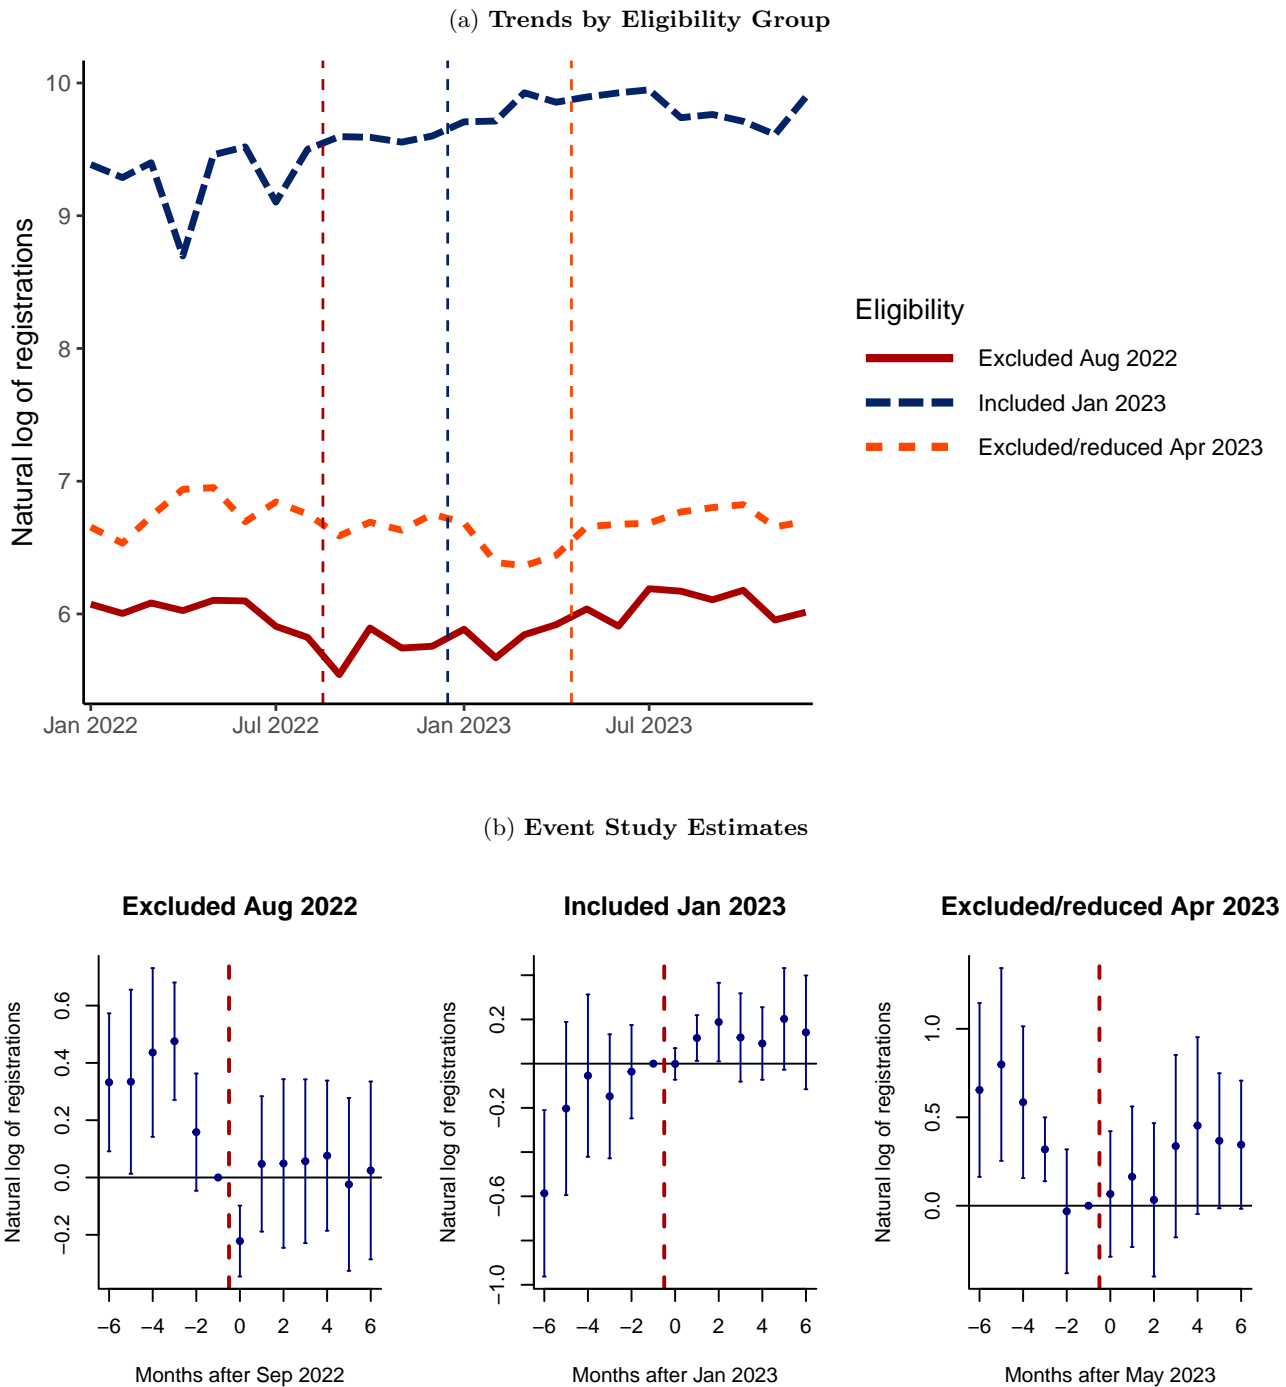 (a) Trends by Eligibility Group
Natural log of registrations
10
9
8
7
6
Jan 2022 Jul 2022 Jan 2023 Jul 2023
Eligibility
Excluded Aug 2022
Included Jan 2023
Excluded/reduced Apr 2023
(b) Event Study Estimates
Excluded Aug 2022
Natural log of registrations
0.6
0.4
0.2
0.0
−0.2
−6 −4 −2 0 2 4 6
Months after Sep 2022
Included Jan 2023
Natural log of registrations
0.2
−0.2
−0.6
−1.0
−6 −4 −2 0 2 4 6
Months after Jan 2023
Excluded/reduced Apr 2023
Natural log of registrations
1.0
0.5
0.0
−6 −4 −2 0 2 4 6
Months after May 2023